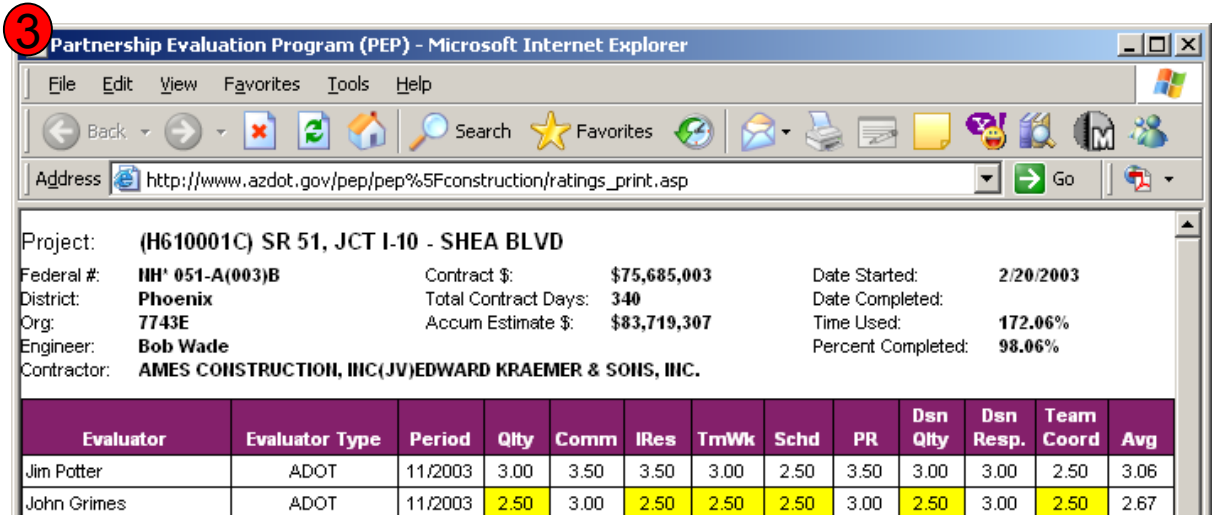 3
Partnership Evaluation Program (PEP) - Microsoft Internet Explorer
File Edit View Favorites Tools Help
Back Search Favorites
Address http://www.azdot.gov/pep/pep%5Fconstruction/ratings_print.asp Go
Project: (H610001C) SR 51, JCT I-10 - SHEA BLVD
Federal #: NH* 051-A(003)B Contract $: $75,685,003 Date Started: 2/20/2003
District: Phoenix Total Contract Days: 340 Date Completed:
Org: 7743E Accum Estimate $: $83,719,307 Time Used: 172.06%
Engineer: Bob Wade Percent Completed: 98.06%
Contractor: AMES CONSTRUCTION, INC(JV)EDWARD KRAEMER & SONS, INC.
Evaluator Evaluator Type Period Qlty Comm IRes TmWk Schd PR Dsn Qlty Dsn Resp. Team Coord Avg
Jim Potter ADOT 11/2003 3.00 3.50 3.50 3.00 2.50 3.50 3.00 3.00 2.50 3.06
John Grimes ADOT 11/2003 2.50 3.00 2.50 2.50 2.50 3.00 2.50 3.00 2.50 2.67